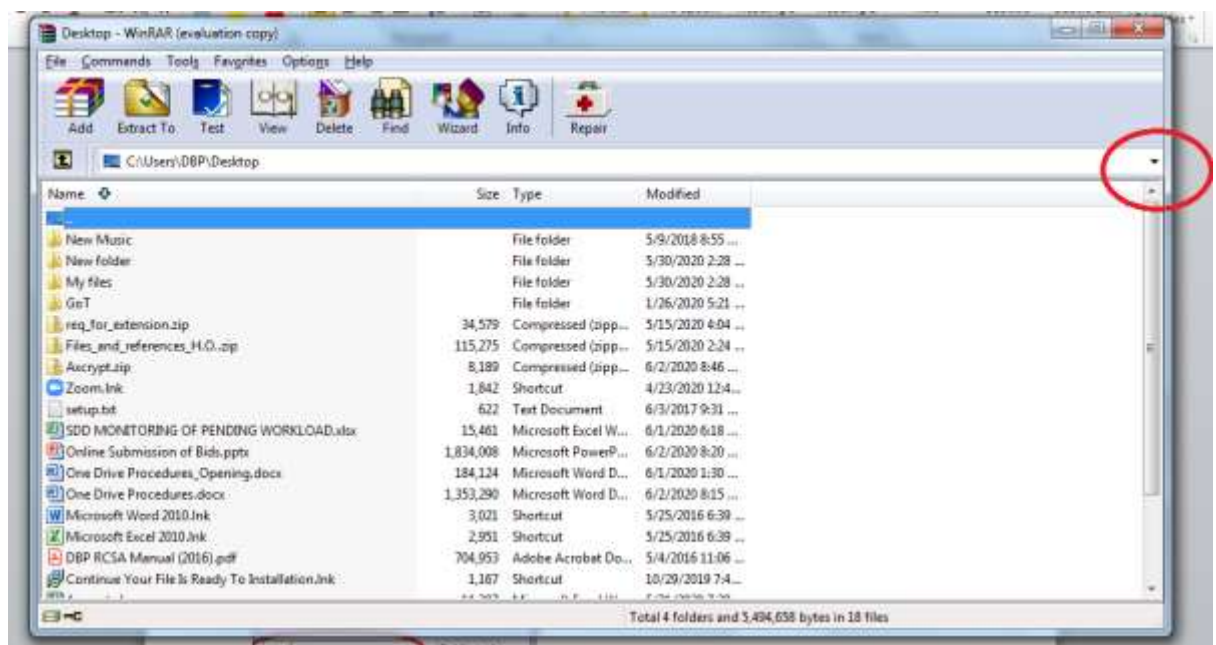 Desktop - WinRAR (evaluation copy)
File Commands Tools Favorites Options Help
Add Extract To Test View Delete Find Wizard Info Repair
C:\Users\DBP\Desktop
Name Size Type Modified
..
New Music File folder 5/9/2018 8:55 ...
New folder File folder 5/30/2020 2:28 ...
My files File folder 5/30/2020 2:28 ...
GoT File folder 1/26/2020 5:21 ...
req_for_extension.zip 34,579 Compressed (zipp... 5/15/2020 4:04 ...
Files_and_references_H.O..zip 115,275 Compressed (zipp... 5/15/2020 2:24 ...
Axcrypt.zip 8,189 Compressed (zipp... 6/2/2020 8:46 ...
Zoom.lnk 1,842 Shortcut 4/23/2020 12:4...
setup.txt 622 Text Document 6/3/2017 9:31 ...
SDD MONITORING OF PENDING WORKLOAD.xlsx 15,461 Microsoft Excel W... 6/1/2020 6:18 ...
Online Submission of Bids.pptx 1,834,008 Microsoft PowerP... 6/2/2020 8:20 ...
One Drive Procedures_Opening.docx 184,124 Microsoft Word D... 6/1/2020 1:30 ...
One Drive Procedures.docx 1,353,290 Microsoft Word D... 6/2/2020 8:15 ...
Microsoft Word 2010.lnk 3,021 Shortcut 5/25/2016 6:39 ...
Microsoft Excel 2010.lnk 2,951 Shortcut 5/25/2016 6:39 ...
DBP RCSA Manual (2016).pdf 704,953 Adobe Acrobat Do... 5/4/2016 11:06 ...
Continue Your File Is Ready To Installation.lnk 1,167 Shortcut 10/29/2019 7:4...
Total 4 folders and 5,494,658 bytes in 18 files